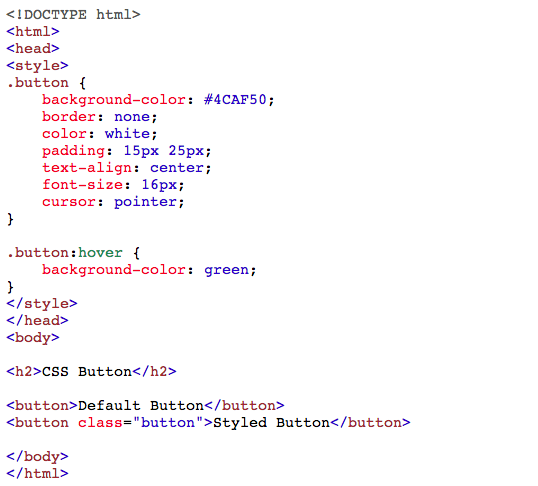 <!DOCTYPE html>
<html>
<head>
<style>
.button {
    background-color: #4CAF50;
    border: none;
    color: white;
    padding: 15px 25px;
    text-align: center;
    font-size: 16px;
    cursor: pointer;
}

.button:hover {
    background-color: green;
}
</style>
</head>
<body>

<h2>CSS Button</h2>

<button>Default Button</button>
<button class="button">Styled Button</button>

</body>
</html>